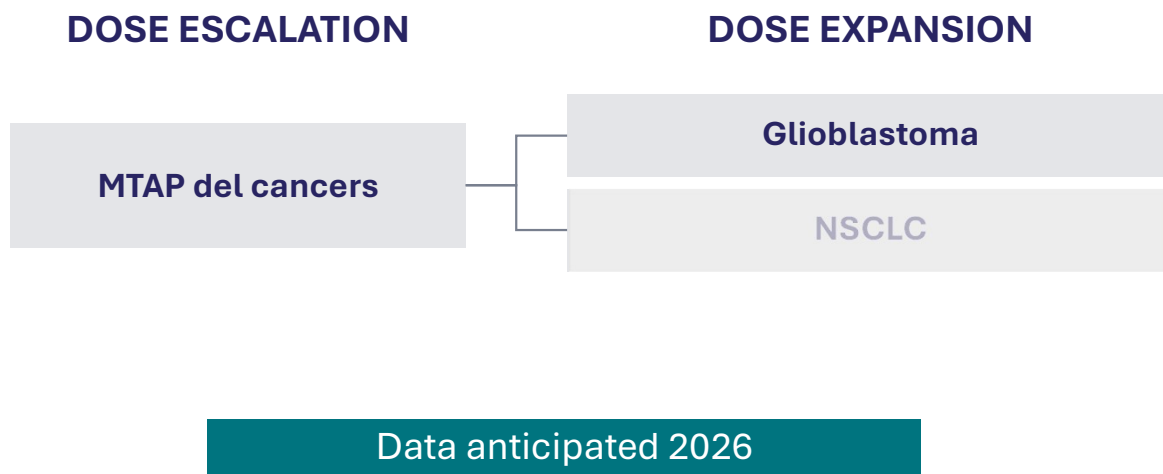 DOSE ESCALATION
DOSE EXPANSION
MTAP del cancers
Glioblastoma
NSCLC
Data anticipated 2026